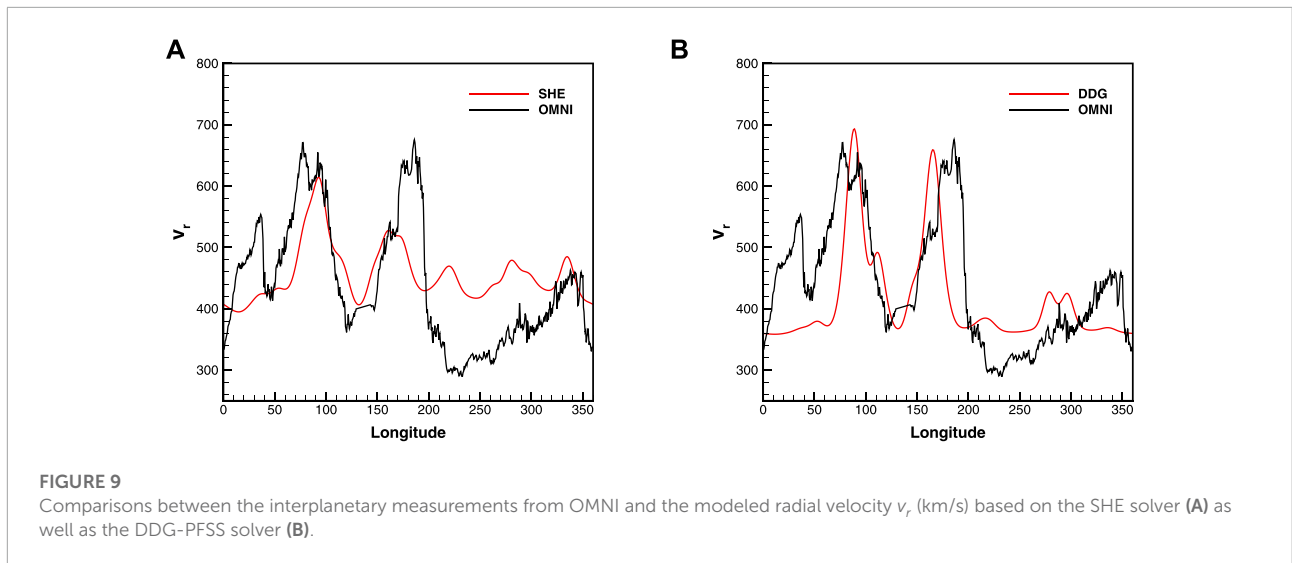 A
B
800
700
600
500
400
300
v_r
0 50 100 150 200 250 300 350
Longitude
SHE
OMNI
800
700
600
500
400
300
v_r
0 50 100 150 200 250 300 350
Longitude
DDG
OMNI
FIGURE 9
Comparisons between the interplanetary measurements from OMNI and the modeled radial velocity v_r (km/s) based on the SHE solver (A) as
well as the DDG-PFSS solver (B).